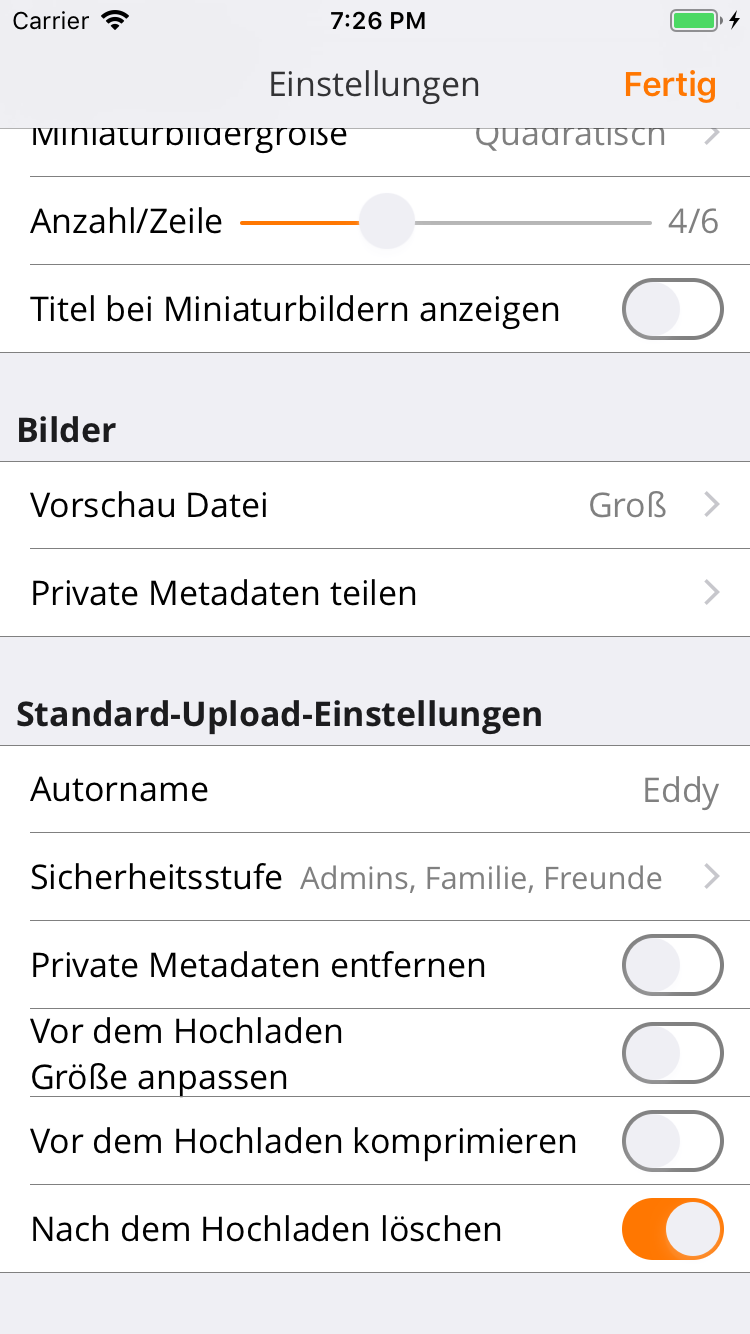 Carrier 7:26 PM
Einstellungen Fertig
Miniaturbildergröße Quadratisch
Anzahl/Zeile 4/6
Titel bei Miniaturbildern anzeigen
Bilder
Vorschau Datei Groß
Private Metadaten teilen
Standard-Upload-Einstellungen
Autorname Eddy
Sicherheitsstufe Admins, Familie, Freunde
Private Metadaten entfernen
Vor dem Hochladen
Größe anpassen
Vor dem Hochladen komprimieren
Nach dem Hochladen löschen